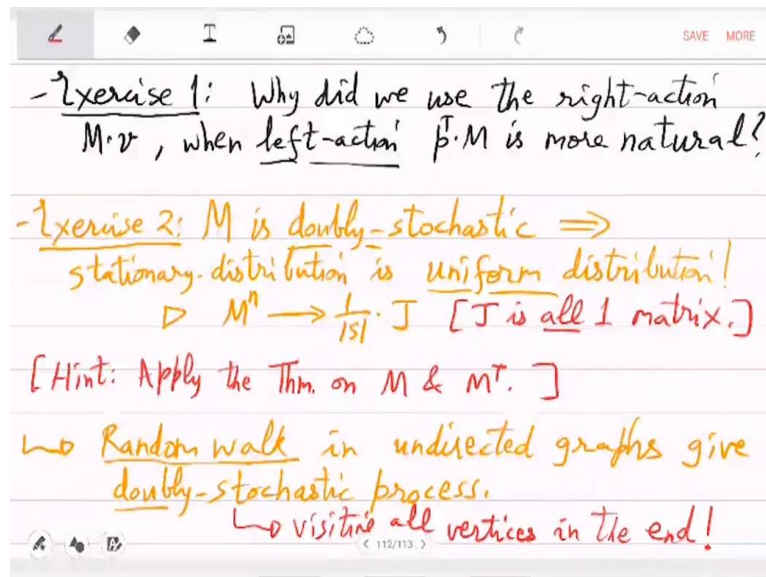 SAVE MORE
- Exercise 1: Why did we use the right-action
M·v, when left-action p^T·M is more natural?
- Exercise 2: M is doubly-stochastic ⟹
stationary-distribution is uniform distribution!
▷ M^n → 1/|S| · J [J is all 1 matrix.]
[Hint: Apply the Thm. on M & M^T. ]
↳ Random walk in undirected graphs give
doubly-stochastic process.
↳ visiting all vertices in the end!
< 112/113 >